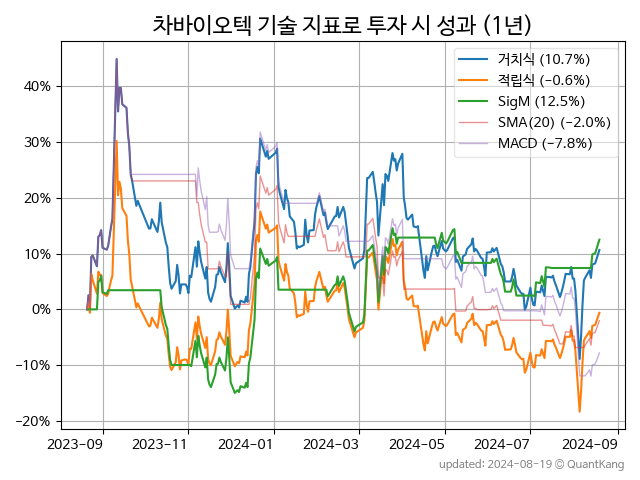 차바이오텍 기술 지표로 투자 시 성과 (1년)
거치식 (10.7%)
적립식 (−0.6%)
SigM (12.5%)
SMA(20) (−2.0%)
MACD (−7.8%)
40%
30%
20%
10%
0%
−10%
−20%
2023-09 2023-11 2024-01 2024-03 2024-05 2024-07 2024-09
updated: 2024-08-19 ⓒ QuantKang